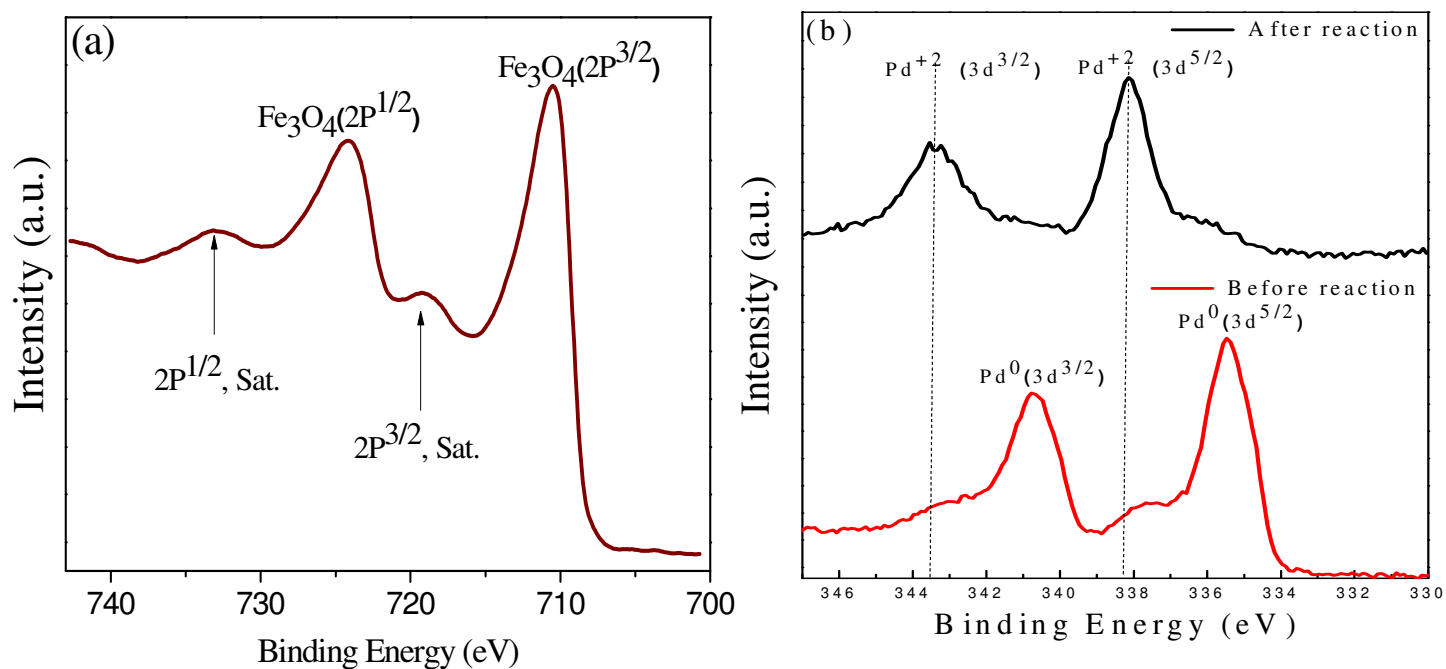 (a)
Fe₃O₄(2P³/²)
Fe₃O₄(2P¹/²)
2P¹/², Sat.
2P³/², Sat.
Intensity (a.u.)
740 730 720 710 700
Binding Energy (eV)
(b)
After reaction
Pd⁺² (3d³/²) Pd⁺² (3d⁵/²)
Before reaction
Pd⁰(3d⁵/²)
Pd⁰(3d³/²)
Intensity (a.u.)
346 344 342 340 338 336 334 332 330
Binding Energy (eV)